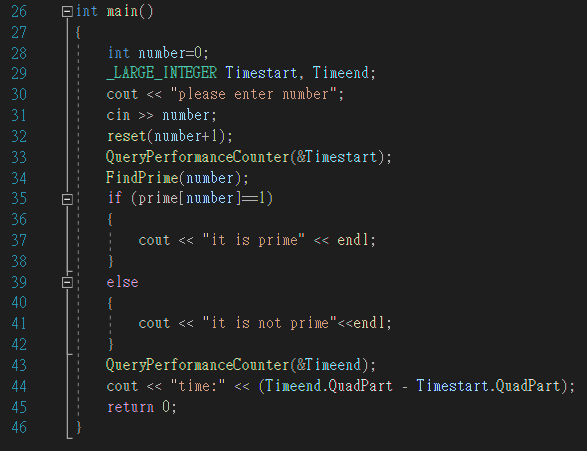 26 int main()
27 {
28 int number=0;
29 _LARGE_INTEGER Timestart, Timeend;
30 cout << "please enter number";
31 cin >> number;
32 reset(number+1);
33 QueryPerformanceCounter(&Timestart);
34 FindPrime(number);
35 if (prime[number]==1)
36 {
37 cout << "it is prime" << endl;
38 }
39 else
40 {
41 cout << "it is not prime"<<endl;
42 }
43 QueryPerformanceCounter(&Timeend);
44 cout << "time:" << (Timeend.QuadPart - Timestart.QuadPart);
45 return 0;
46 }